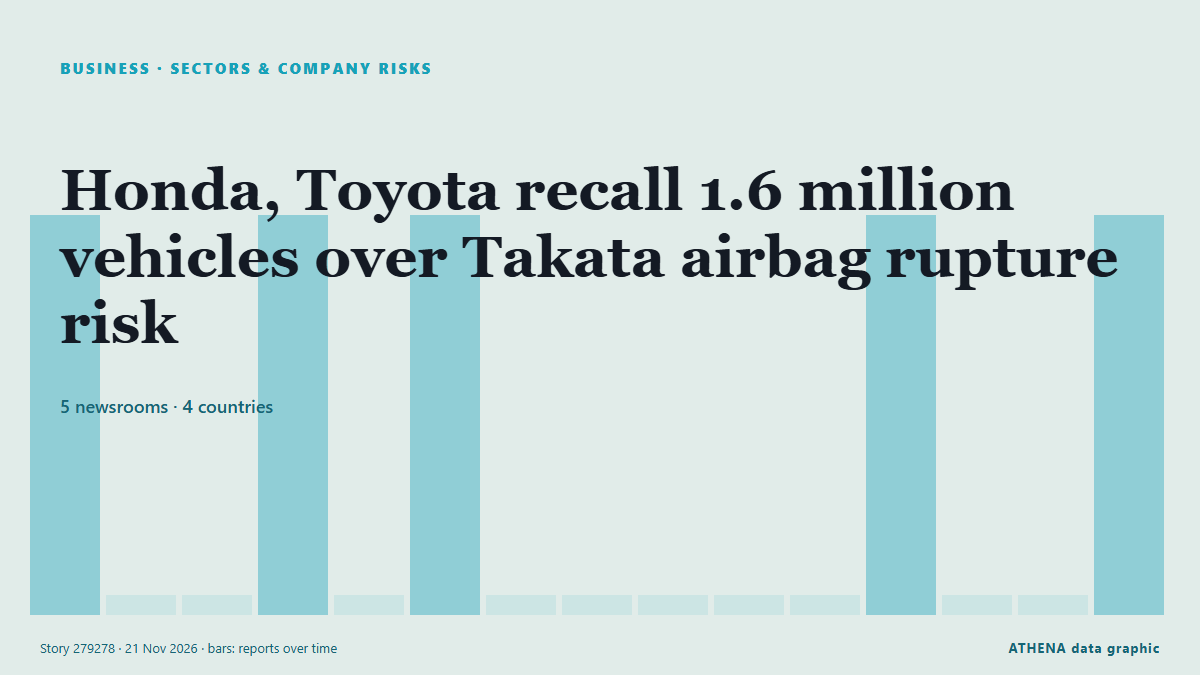 BUSINESS · SECTORS & COMPANY RISKS
Honda, Toyota recall 1.6 million
vehicles over Takata airbag rupture
risk
5 newsrooms · 4 countries
Story 279278 · 21 Nov 2026 · bars: reports over time
ATHENA data graphic